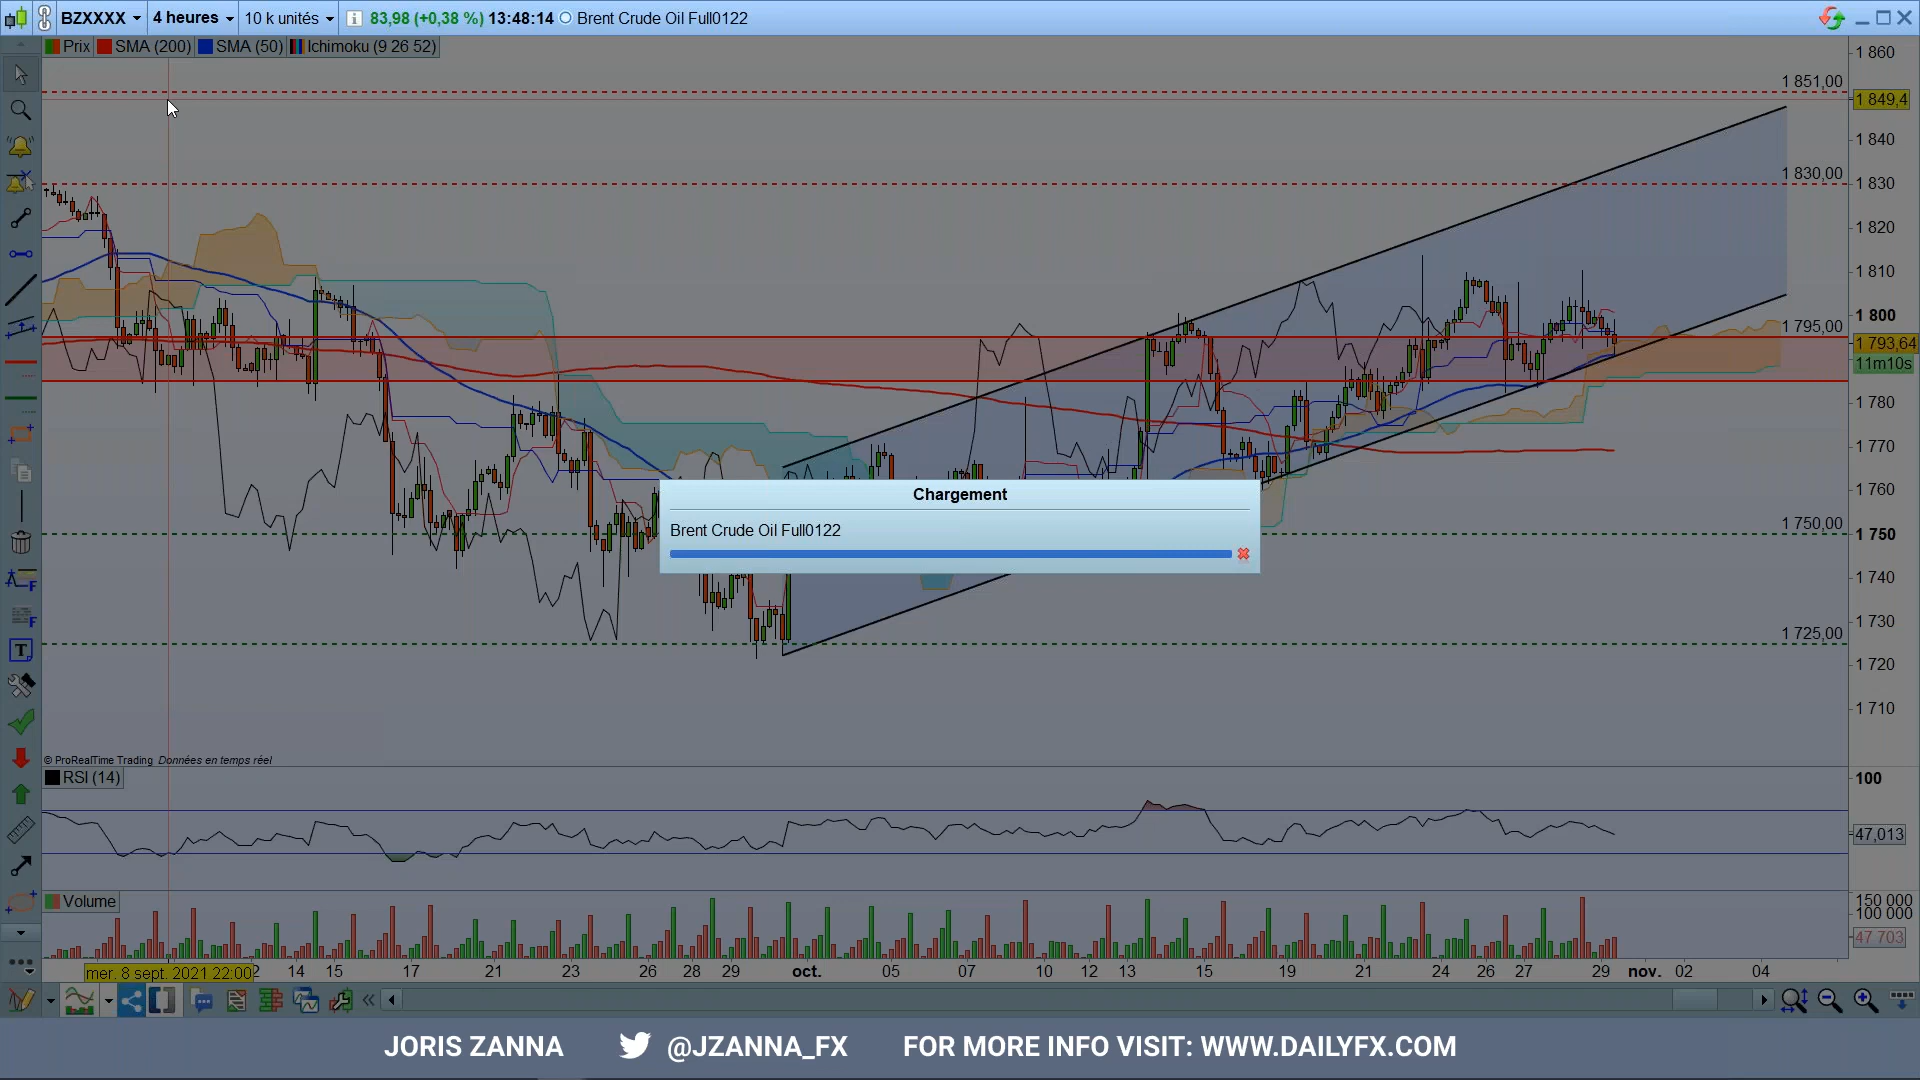 BZXXXX 4 heures 10 k unités 83,98 (+0,38 %) 13:48:14 Brent Crude Oil Full0122
Prix SMA (200) SMA (50) Ichimoku (9 26 52)
1 860
1 851,00
1 849,4
1 840
1 830,00
1 830
1 820
1 810
1 800
1 795,00
1 793,64
11m10s
1 780
1 770
1 760
Chargement
Brent Crude Oil Full0122
1 750,00
1 750
1 740
1 730
1 725,00
1 720
1 710
© ProRealTime Trading Données en temps réel
RSI (14)
100
47,013
Volume
150 000
100 000
47 703
mer. 8 sept. 2021 22:00 2 14 15 17 21 23 26 28 29 oct. 05 07 10 12 13 15 19 21 24 26 27 29 nov. 02 04
JORIS ZANNA @JZANNA_FX FOR MORE INFO VISIT: WWW.DAILYFX.COM